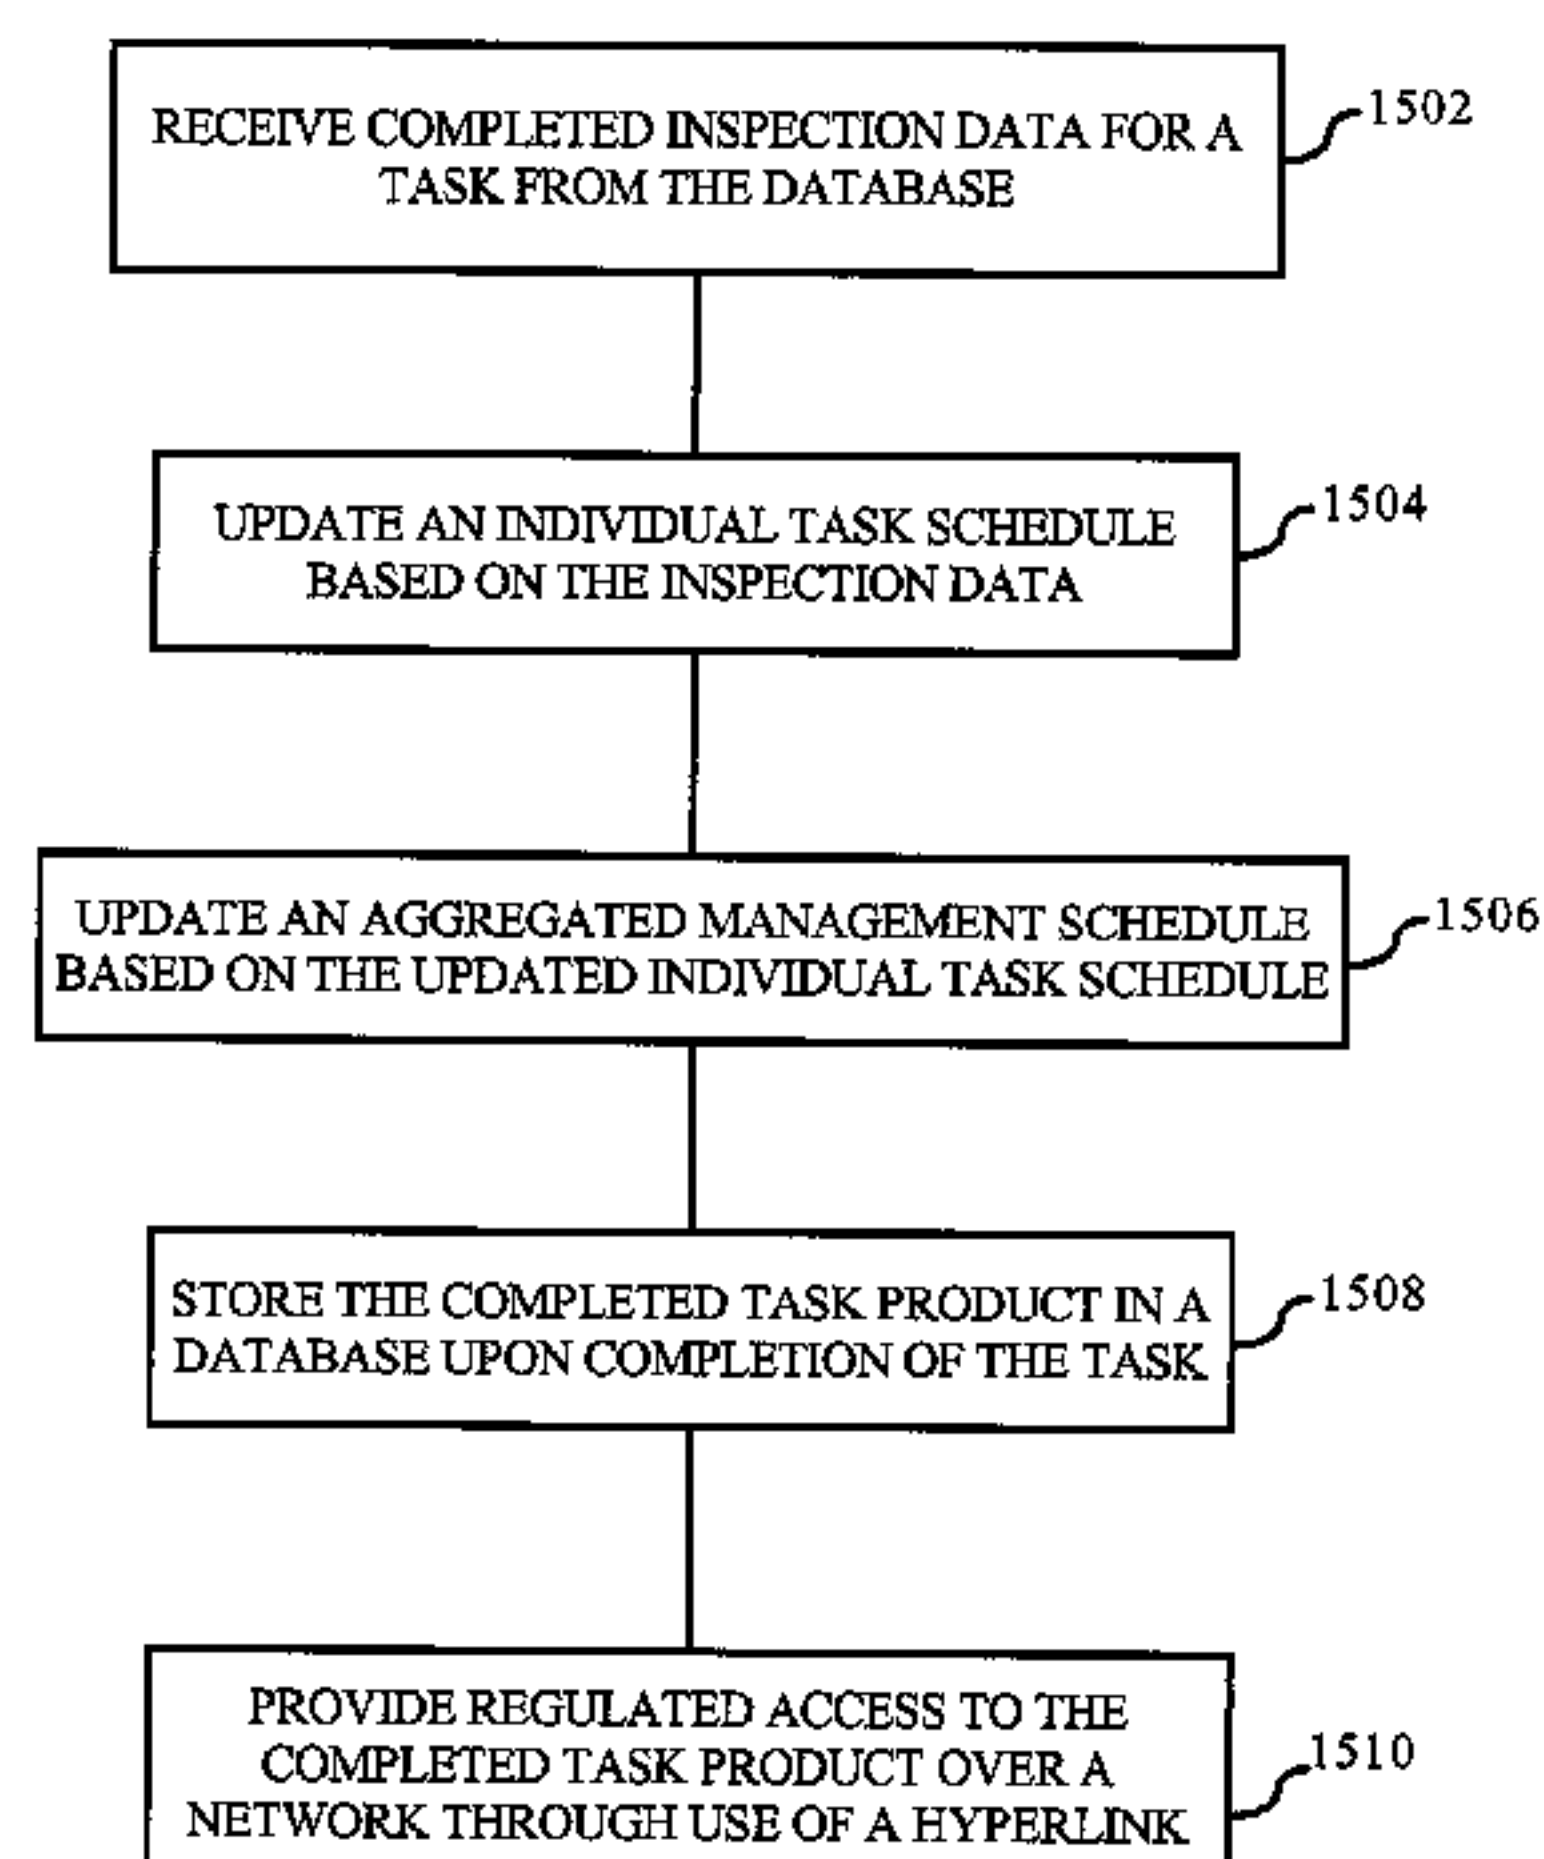 RECEIVE COMPLETED INSPECTION DATA FOR A
TASK FROM THE DATABASE
1502
UPDATE AN INDIVIDUAL TASK SCHEDULE
BASED ON THE INSPECTION DATA
1504
UPDATE AN AGGREGATED MANAGEMENT SCHEDULE
BASED ON THE UPDATED INDIVIDUAL TASK SCHEDULE
1506
STORE THE COMPLETED TASK PRODUCT IN A
DATABASE UPON COMPLETION OF THE TASK
1508
PROVIDE REGULATED ACCESS TO THE
COMPLETED TASK PRODUCT OVER A
NETWORK THROUGH USE OF A HYPERLINK
1510